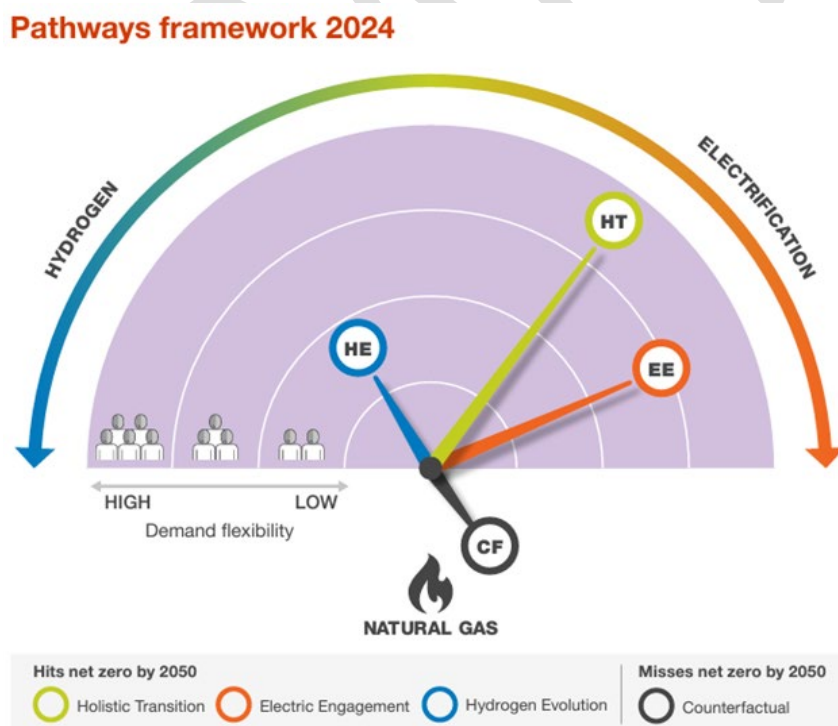 Pathways framework 2024
HYDROGEN
ELECTRIFICATION
HT
HE
EE
HIGH
LOW
Demand flexibility
CF
NATURAL GAS
Hits net zero by 2050
Misses net zero by 2050
Holistic Transition
Electric Engagement
Hydrogen Evolution
Counterfactual